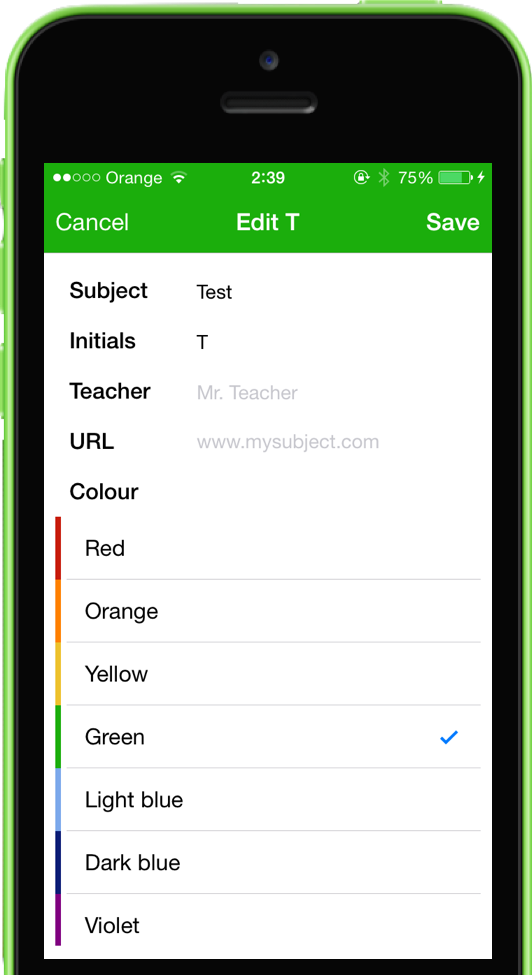 Orange 2:39 75%
Cancel Edit T Save
Subject Test
Initials T
Teacher Mr. Teacher
URL www.mysubject.com
Colour
Red
Orange
Yellow
Green
Light blue
Dark blue
Violet